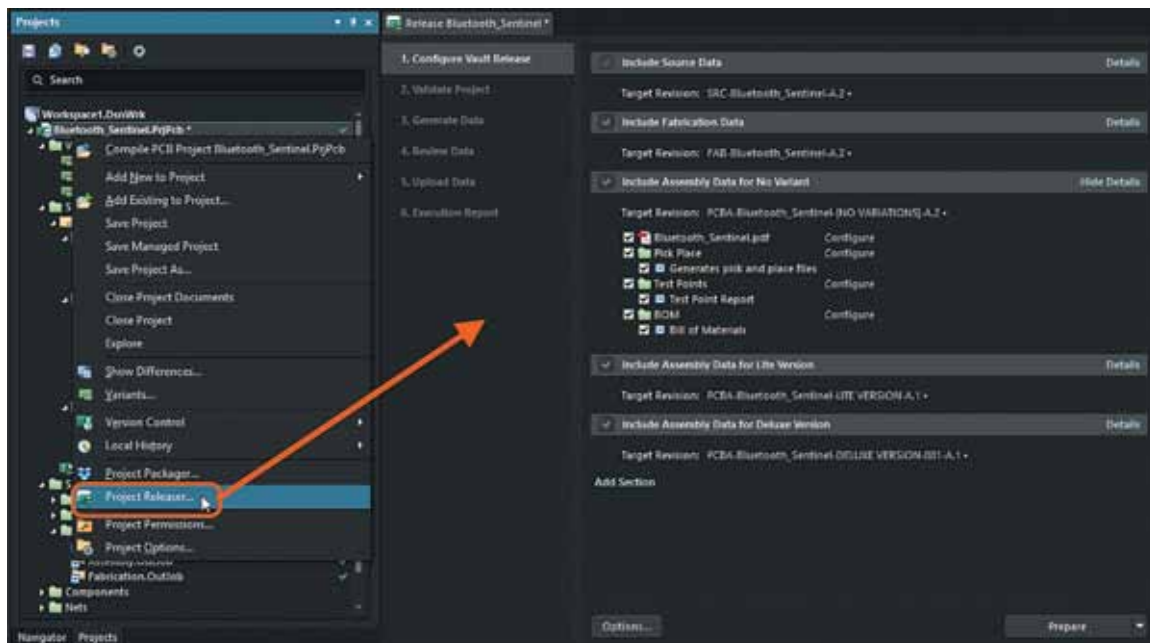 Projects
Search
Workspace1.DsnWrk
Bluetooth_Sentinel.PrjPcb *
Compile PCB Project Bluetooth_Sentinel.PrjPcb
Add New to Project
Add Existing to Project...
Save Project
Save Managed Project
Save Project As...
Close Project Documents
Close Project
Explore
Show Differences...
Variants...
Version Control
Local History
Project Packager...
Project Releaser...
Project Permissions...
Project Options...
Fabrication.OutJob
Components
Nets
Navigator Projects
Release Bluetooth_Sentinel *
1. Configure Vault Release
2. Validate Project
3. Generate Data
4. Review Data
5. Upload Data
6. Execution Report
Include Source Data Details
Target Revision: SRC-Bluetooth_Sentinel-A.2
Include Fabrication Data Details
Target Revision: FAB-Bluetooth_Sentinel-A.2
Include Assembly Data for No Variant Hide Details
Target Revision: PCBA-Bluetooth_Sentinel-[NO VARIATIONS]-A.2
Bluetooth_Sentinel.pdf Configure
Pick Place Configure
Generates pick and place files
Test Points Configure
Test Point Report
BOM Configure
Bill of Materials
Include Assembly Data for Lite Version Details
Target Revision: PCBA-Bluetooth_Sentinel-LITE VERSION-A.1
Include Assembly Data for Deluxe Version Details
Target Revision: PCBA-Bluetooth_Sentinel-DELUXE VERSION-001-A.1
Add Section
Options...
Prepare